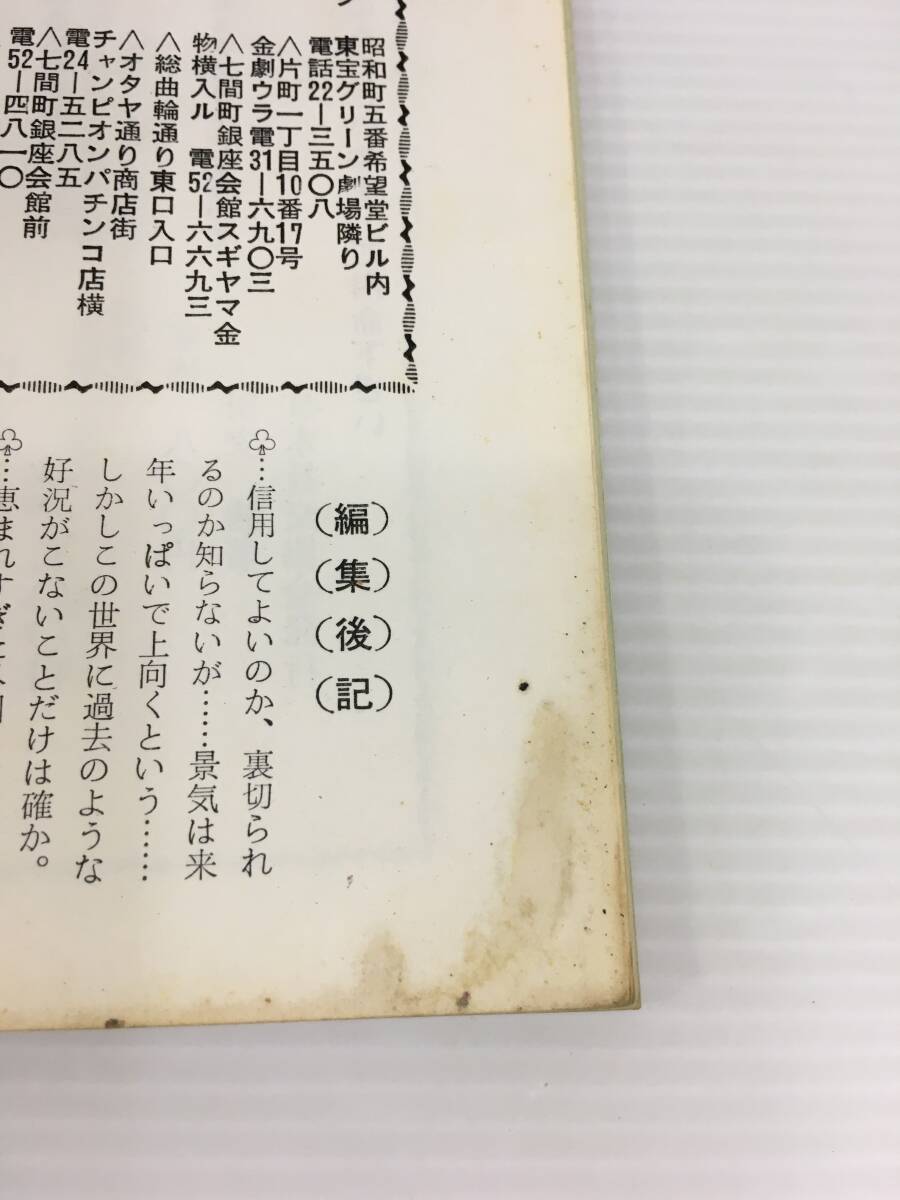 昭和町五番希望堂ビル内
東宝グリーン劇場隣り
電話22―三五〇八
＾片町一丁目10番17号
金劇ウラ電31―六九〇三
＾七間町銀座会館スギヤマ金
物横入ル 電52―六六九三
＾総曲輪通り東口入口
＾オタヤ通り商店街
チャンピオンパチンコ店横
電24―五二八五
＾七間町銀座会館前
電52―四八一〇
（編）
（集）
（後）
（記）
♧…信用してよいのか、裏切られ
るのか知らないが……景気は来
年いっぱいで上向くという……
しかしこの世界に過去のような
好況がこないことだけは確か。
♧…恵まれすぎた